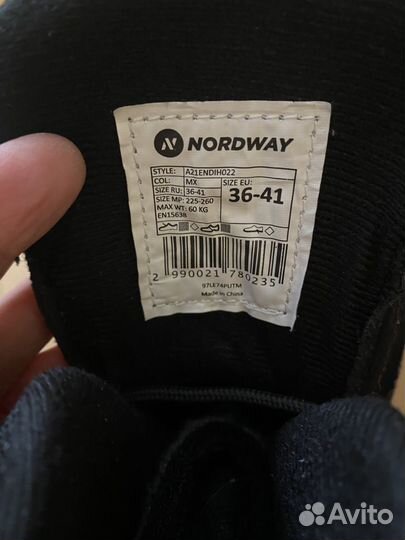 NORDWAY
STYLE: A21ENDIH022
COL: MX
SIZE RU: 36-41
SIZE MP: 225-260
MAX WT: 60 KG
EN15638
SIZE EU:
36-41
2 990021 780235
97LE74PUTM
Made in China
Avito